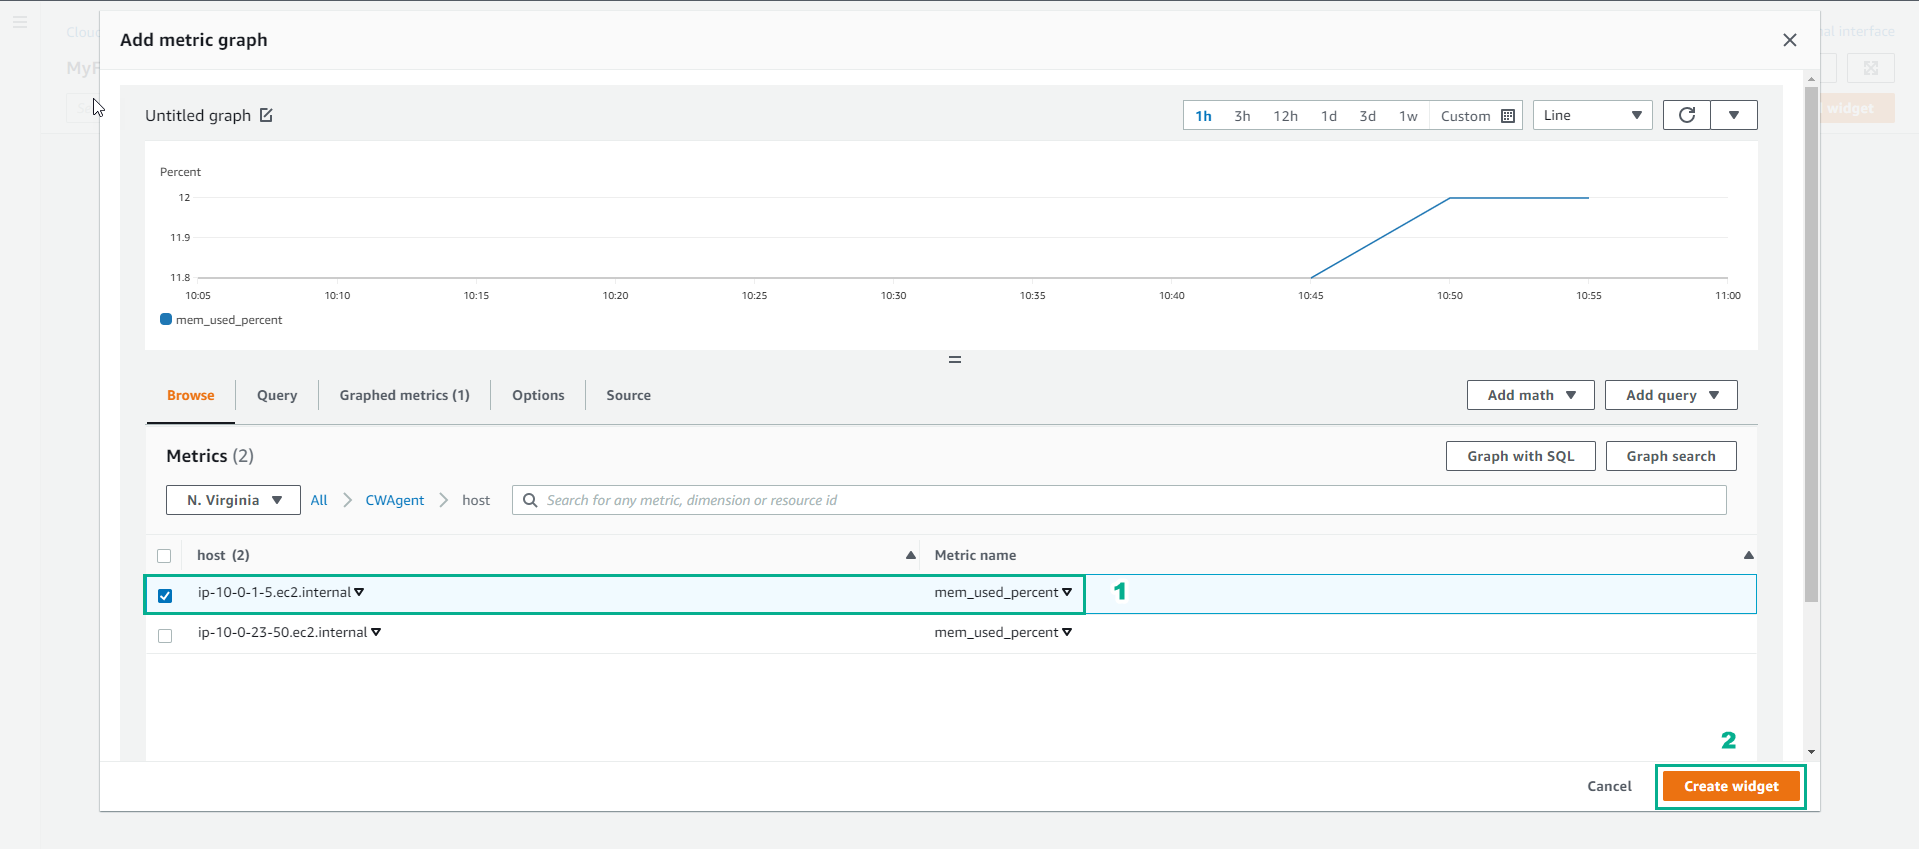 Add metric graph
Untitled graph
1h 3h 12h 1d 3d 1w Custom Line
Percent
12
11.9
11.8
10:05 10:10 10:15 10:20 10:25 10:30 10:35 10:40 10:45 10:50 10:55 11:00
mem_used_percent
Browse Query Graphed metrics (1) Options Source Add math Add query
Metrics (2) Graph with SQL Graph search
N. Virginia All CWAgent host Search for any metric, dimension or resource id
host (2) Metric name
ip-10-0-1-5.ec2.internal mem_used_percent 1
ip-10-0-23-50.ec2.internal mem_used_percent
2
Cancel Create widget
interface
widget